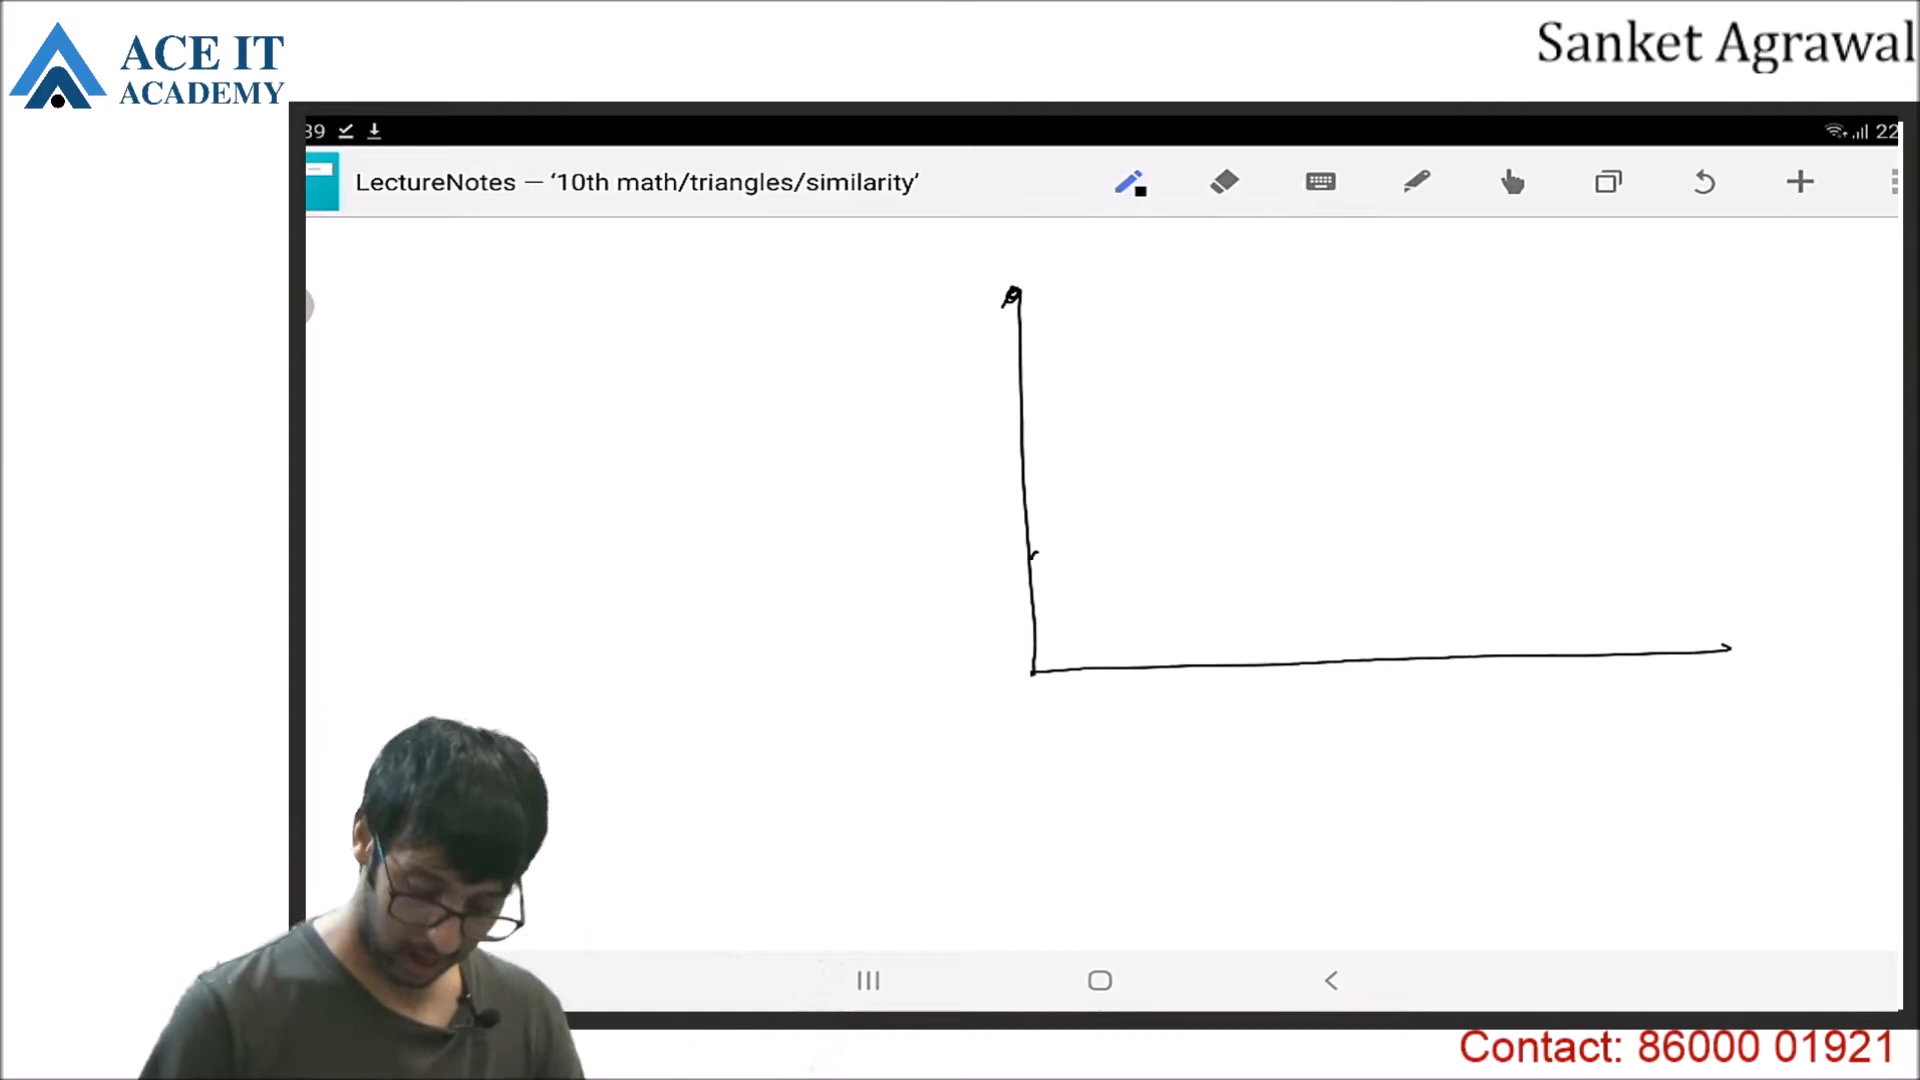 ACE IT
ACADEMY
Sanket Agrawal
39
22
LectureNotes — ‘10th math/triangles/similarity’
Contact: 86000 01921